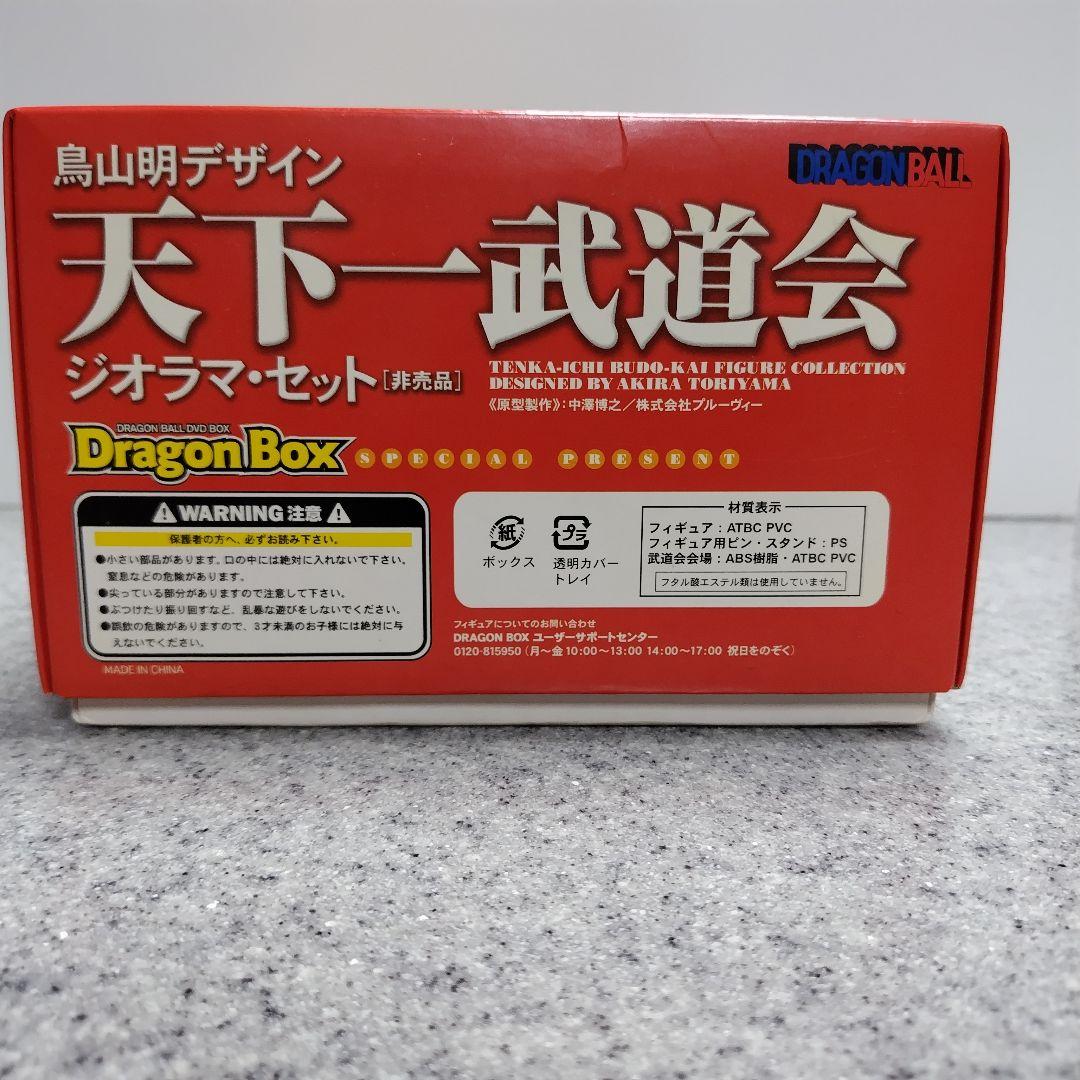 鳥山明デザイン
DRAGONBALL
天下一武道会
ジオラマ・セット[非売品]
TENKA-ICHI BUDO-KAI FIGURE COLLECTION
DESIGNED BY AKIRA TORIYAMA
《原型製作》:中澤博之/株式会社プルーヴィー
DRAGON BALL DVD BOX
DragonBox
SPECIAL PRESENT
WARNING 注意
保護者の方へ、必ずお読み下さい。
●小さい部品があります。口の中には絶対に入れないで下さい。
窒息などの危険があります。
●尖っている部分がありますので注意して下さい。
●ぶつけたり振り回すなど、乱暴な遊びをしないでください。
●誤飲の危険がありますので、3才未満のお子様には絶対に与
えないでください。
MADE IN CHINA
紙
ボックス
プラ
透明カバー
トレイ
材質表示
フィギュア:ATBC PVC
フィギュア用ピン・スタンド:PS
武道会会場:ABS樹脂・ATBC PVC
フタル酸エステル類は使用していません。
フィギュアについてのお問い合わせ
DRAGON BOX ユーザーサポートセンター
0120-815950(月〜金 10:00〜13:00 14:00〜17:00 祝日をのぞく)